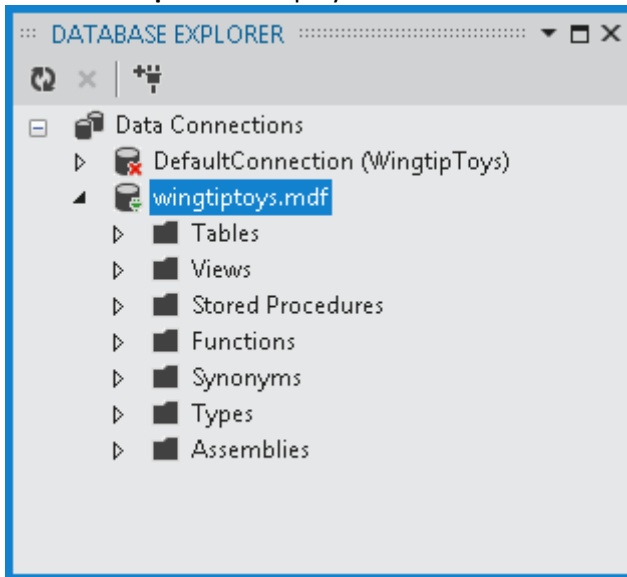 DATABASE EXPLORER
Data Connections
DefaultConnection (WingtipToys)
wingtiptoys.mdf
Tables
Views
Stored Procedures
Functions
Synonyms
Types
Assemblies